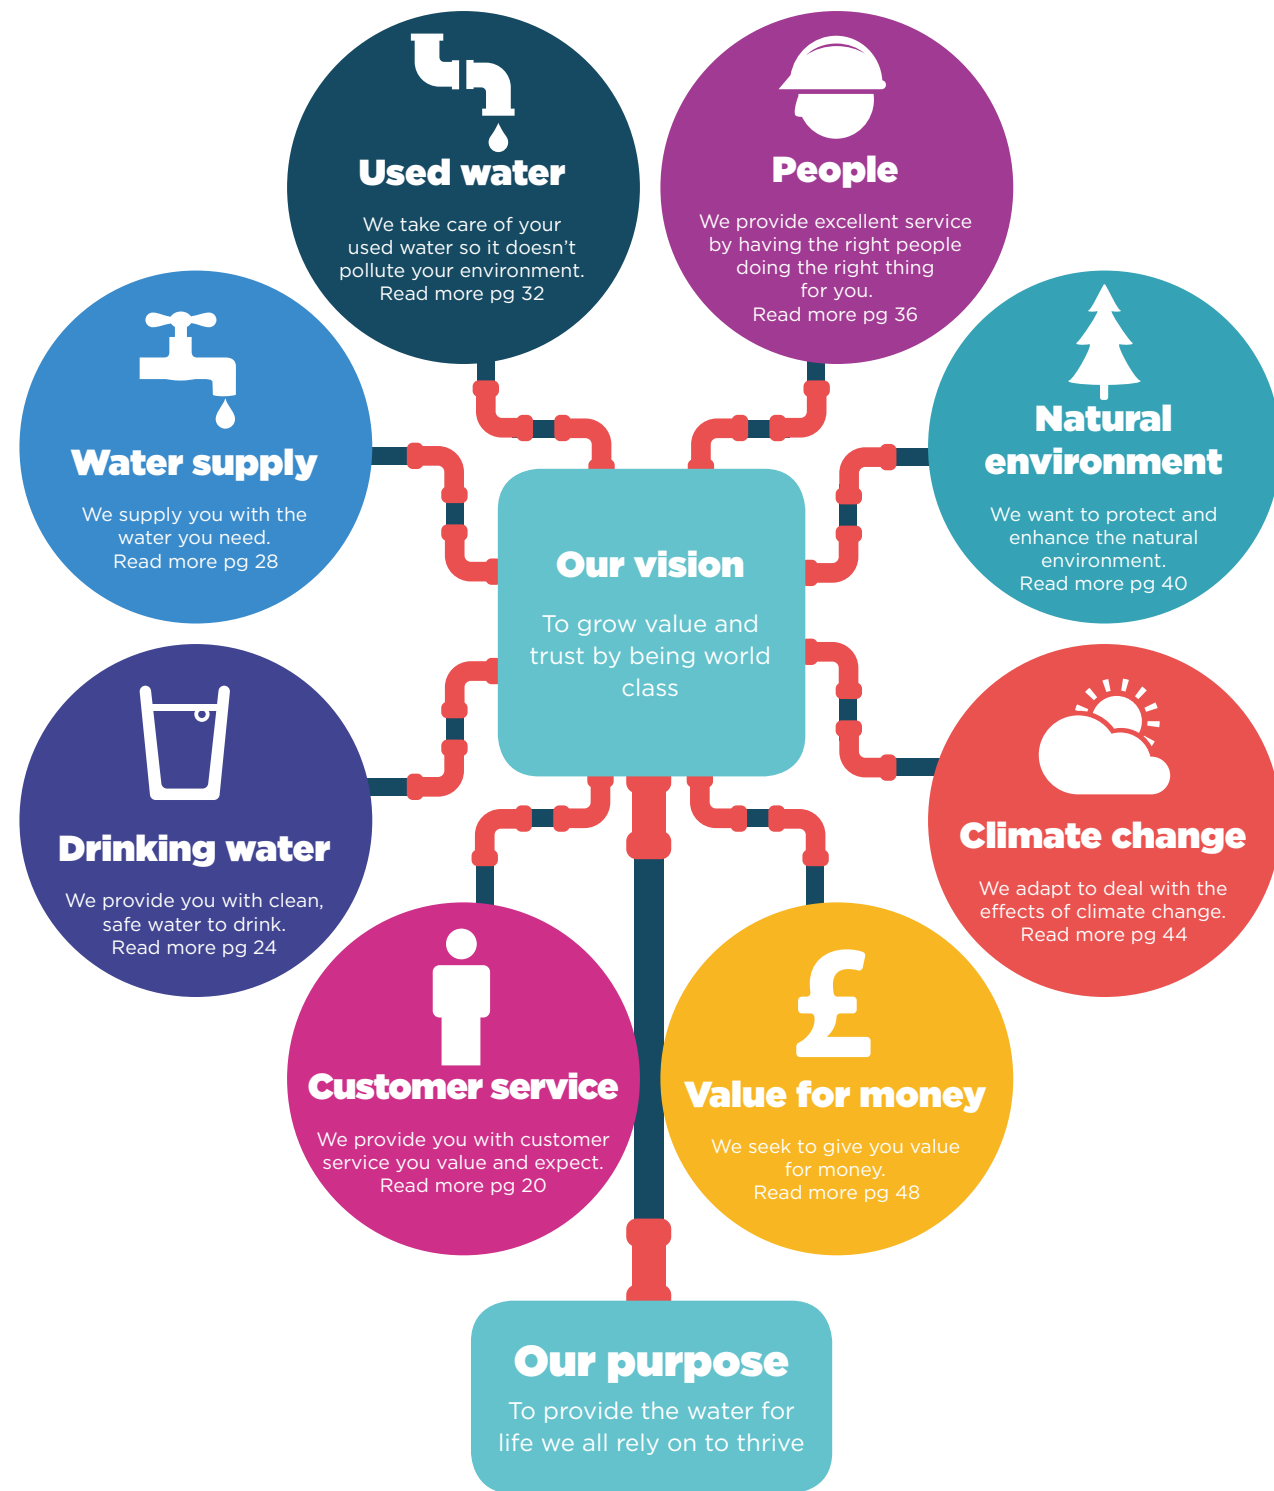 Used water
We take care of your
used water so it doesn’t
pollute your environment.
Read more pg 32
People
We provide excellent service
by having the right people
doing the right thing
for you.
Read more pg 36
Water supply
We supply you with the
water you need.
Read more pg 28
Natural
environment
We want to protect and
enhance the natural
environment.
Read more pg 40
Our vision
To grow value and
trust by being world
class
Drinking water
We provide you with clean,
safe water to drink.
Read more pg 24
Climate change
We adapt to deal with the
effects of climate change.
Read more pg 44
Customer service
We provide you with customer
service you value and expect.
Read more pg 20
£
Value for money
We seek to give you value
for money.
Read more pg 48
Our purpose
To provide the water for
life we all rely on to thrive